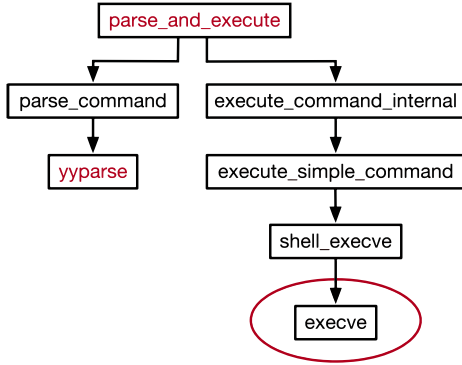 parse_and_execute
parse_command
execute_command_internal
yyparse
execute_simple_command
shell_execve
execve